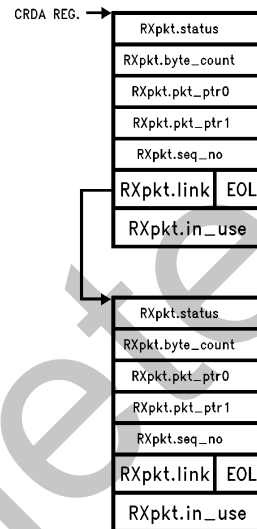 CRDA REG.
RXpkt.status
RXpkt.byte_count
RXpkt.pkt_ptr0
RXpkt.pkt_ptr1
RXpkt.seq_no
RXpkt.link EOL
RXpkt.in_use
RXpkt.status
RXpkt.byte_count
RXpkt.pkt_ptr0
RXpkt.pkt_ptr1
RXpkt.seq_no
RXpkt.link EOL
RXpkt.in_use
ete